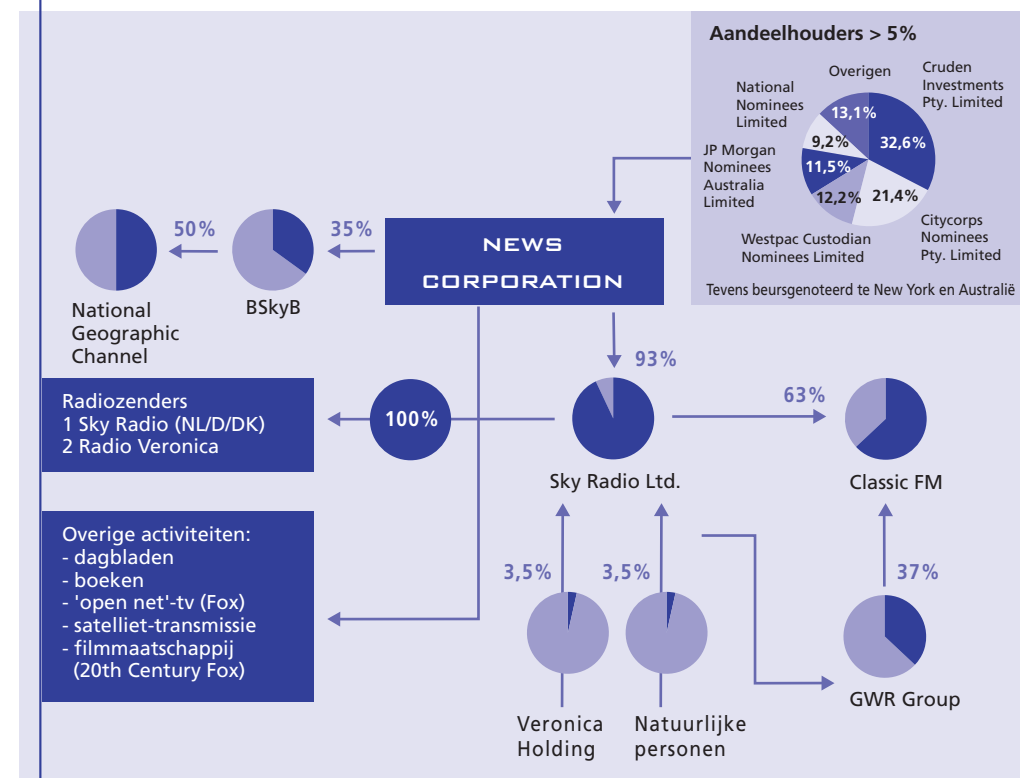 Aandeelhouders > 5%
Overigen
Cruden
Investments
Pty. Limited
National
Nominees
Limited
13,1%
32,6%
9,2%
JP Morgan
Nominees
Australia
Limited
11,5%
12,2%
21,4%
Westpac Custodian
Nominees Limited
Citycorps
Nominees
Pty. Limited
Tevens beursgenoteerd te New York en Australië
NEWS
CORPORATION
50%
35%
National
Geographic
Channel
BSkyB
93%
Radiozenders
1 Sky Radio (NL/D/DK)
2 Radio Veronica
100%
63%
Sky Radio Ltd.
Classic FM
Overige activiteiten:
- dagbladen
- boeken
- 'open net'-tv (Fox)
- satelliet-transmissie
- filmmaatschappij
(20th Century Fox)
3,5%
3,5%
37%
Veronica
Holding
Natuurlijke
personen
GWR Group